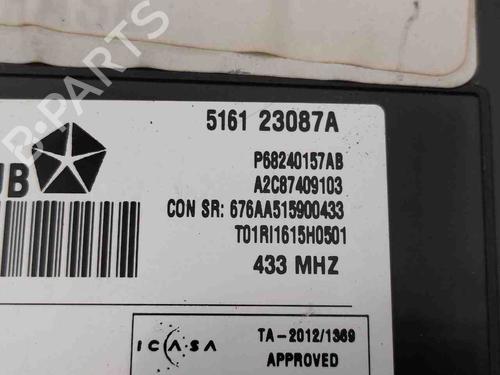 B-PARTS
5161 23087A
UB
P68240157AB
A2C87409103
CON SR: 676AA515900433
T01RI1615H0501
433 MHZ
ICASA
TA-2012/1369
APPROVED